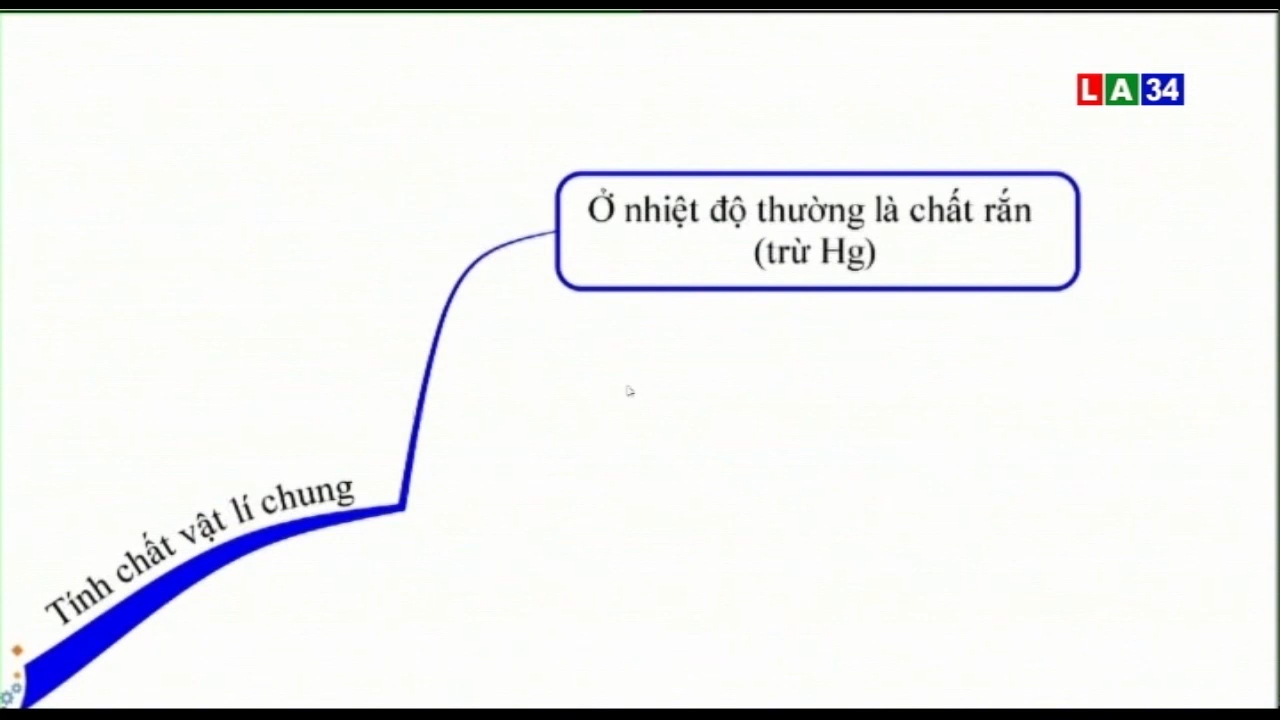 LA34
Ở nhiệt độ thường là chất rắn
(trừ Hg)
Tính chất vật lí chung